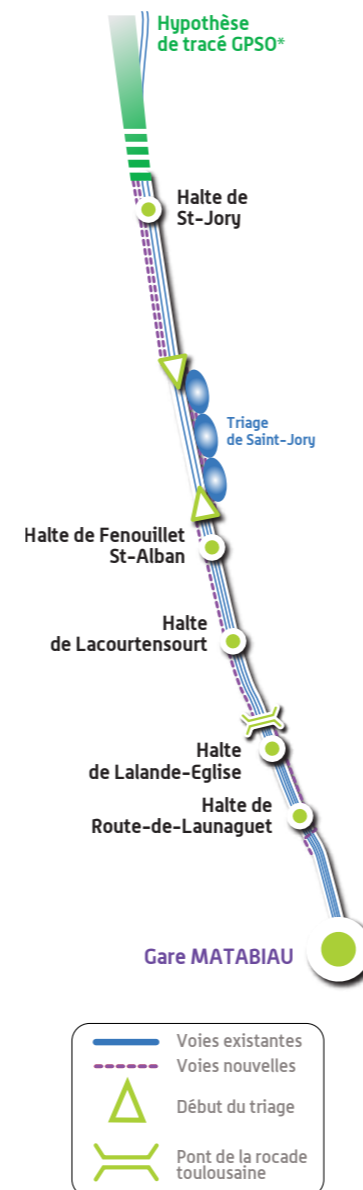 Hypothèse
de tracé GPSO*
Halte de
St-Jory
Triage
de Saint-Jory
Halte de Fenouillet
St-Alban
Halte
de Lacourtensourt
Halte
de Lalande-Eglise
Halte de
Route-de-Launaguet
Gare MATABIAU
Voies existantes
Voies nouvelles
Début du triage
Pont de la rocade
toulousaine